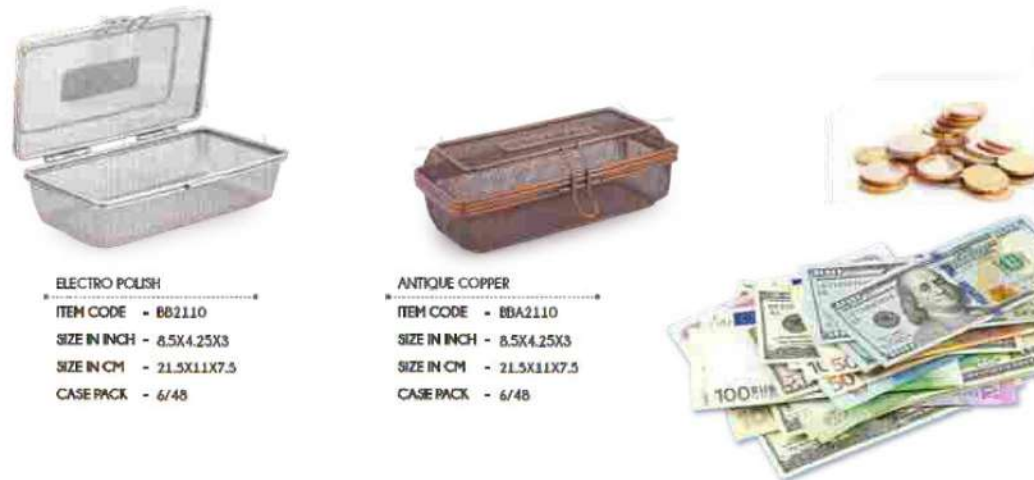 ELECTRO POLISH
ITEM CODE - BB2110
SIZE IN INCH - 8.5X4.25X3
SIZE IN CM - 21.5X11X7.5
CASE PACK - 6/48
ANTIQUE COPPER
ITEM CODE - BBA2110
SIZE IN INCH - 8.5X4.25X3
SIZE IN CM - 21.5X11X7.5
CASE PACK - 6/48
100 EUR